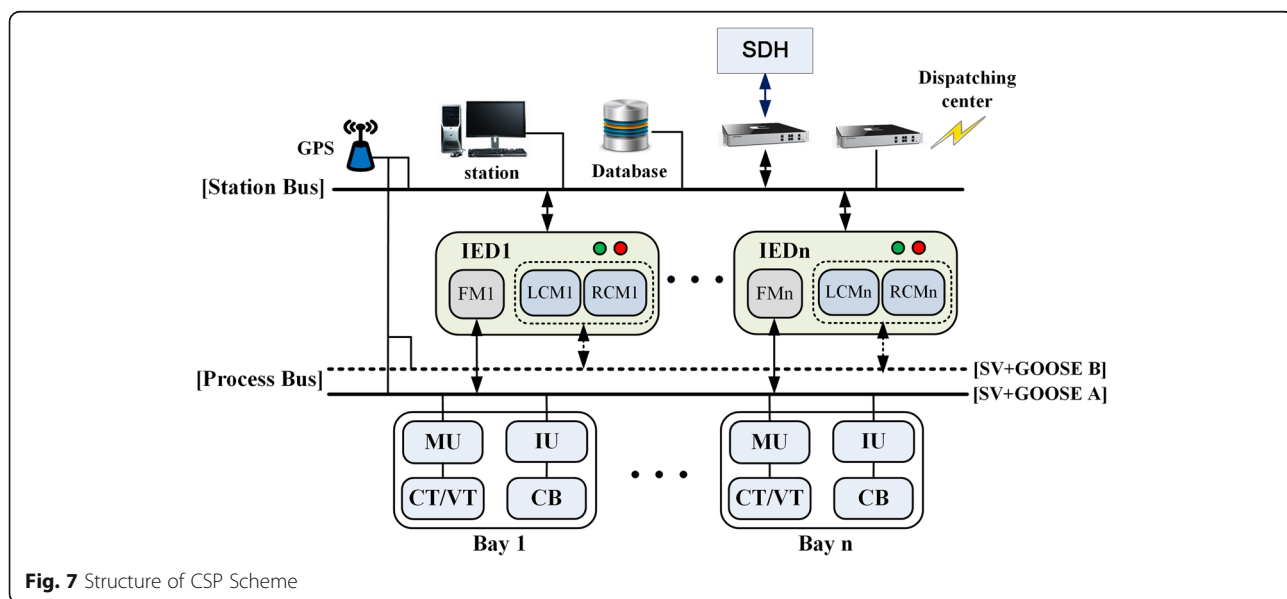 SDH
Dispatching
center
GPS
station
Database
[Station Bus]
IED1
IEDn
FM1
LCM1
RCM1
FMn
LCMn
RCMn
[Process Bus]
[SV+GOOSE B]
[SV+GOOSE A]
MU
IU
MU
IU
CT/VT
CB
CT/VT
CB
Bay 1
Bay n
Fig. 7 Structure of CSP Scheme